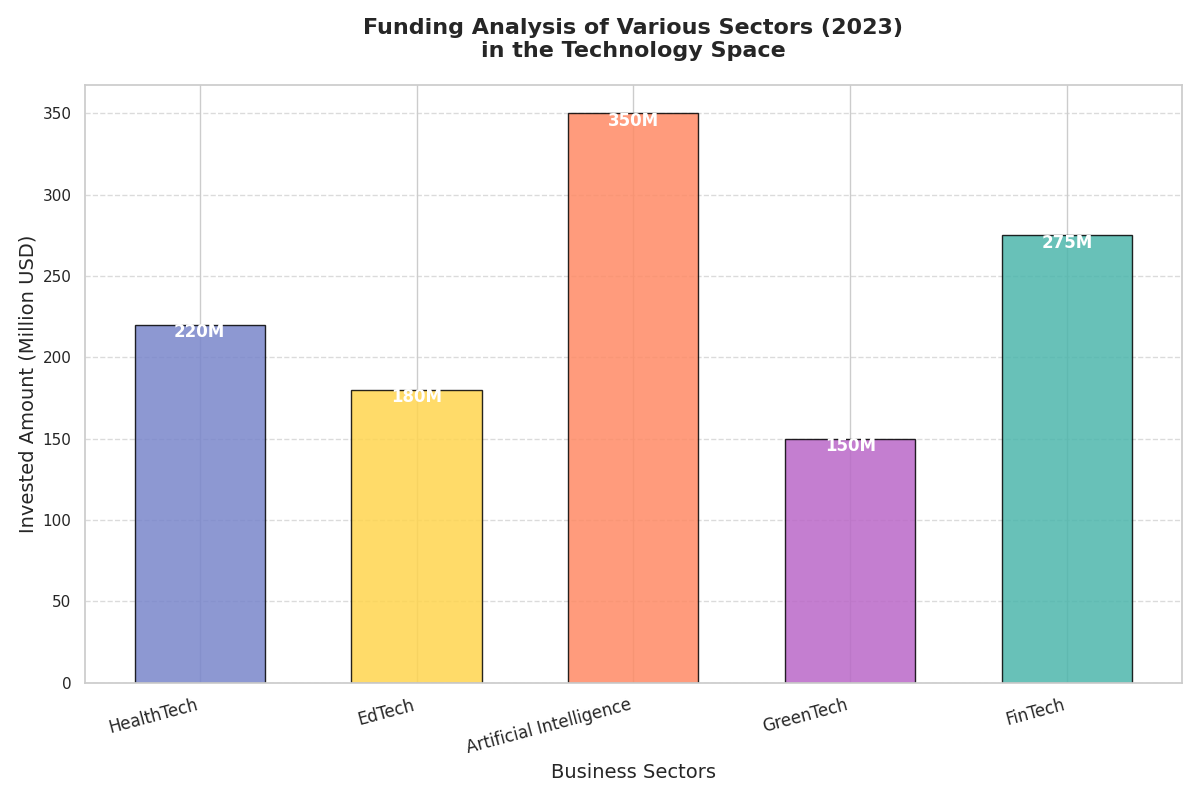 Funding Analysis of Various Sectors (2023)
in the Technology Space
Invested Amount (Million USD)
350
300
250
200
150
100
50
0
220M
180M
350M
150M
275M
HealthTech
EdTech
Artificial Intelligence
GreenTech
FinTech
Business Sectors